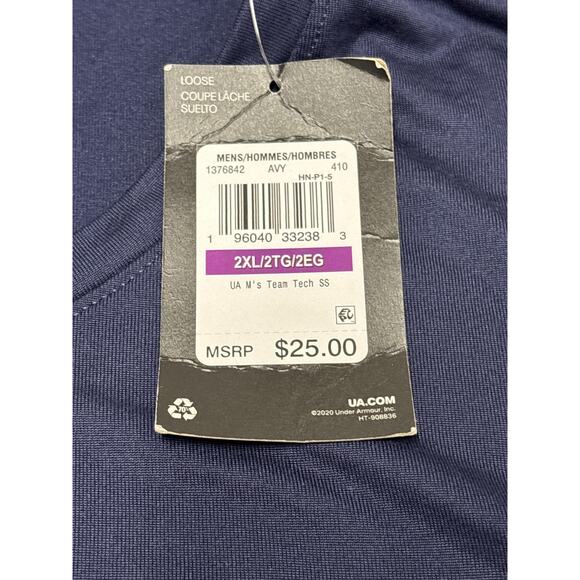 LOOSE
COUPE LÂCHE
SUELTO
MENS/HOMMES/HOMBRES
1376842 AVY 410
HN-P1-5
1 96040 33238 3
2XL/2TG/2EG
UA M's Team Tech SS
MSRP $25.00
UA.COM
©2020 Under Armour, Inc.
HT-908836